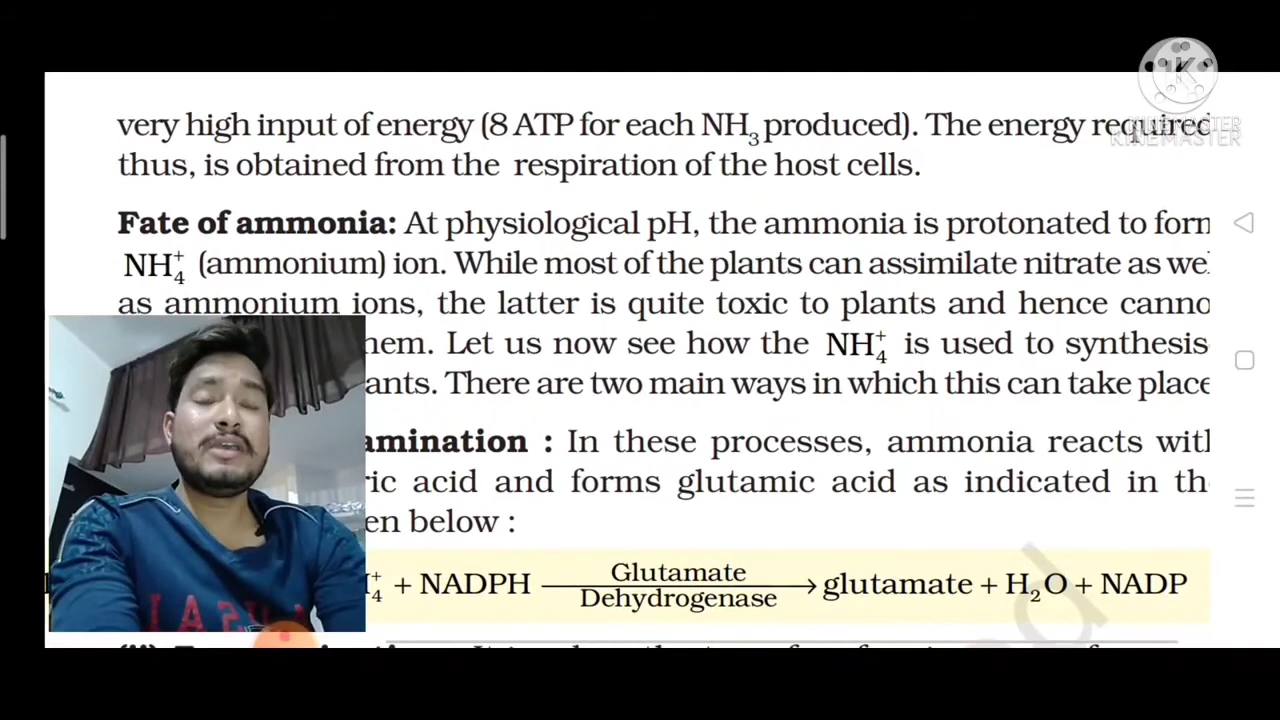 KINEMASTER
very high input of energy (8 ATP for each NH₃ produced). The energy required
thus, is obtained from the respiration of the host cells.
Fate of ammonia: At physiological pH, the ammonia is protonated to form
NH₄⁺ (ammonium) ion. While most of the plants can assimilate nitrate as wel
as ammonium ions, the latter is quite toxic to plants and hence canno
hem. Let us now see how the NH₄⁺ is used to synthesis
ants. There are two main ways in which this can take place
amination : In these processes, ammonia reacts with
ric acid and forms glutamic acid as indicated in th
en below :
₄⁺ + NADPH Glutamate Dehydrogenase → glutamate + H₂O + NADP